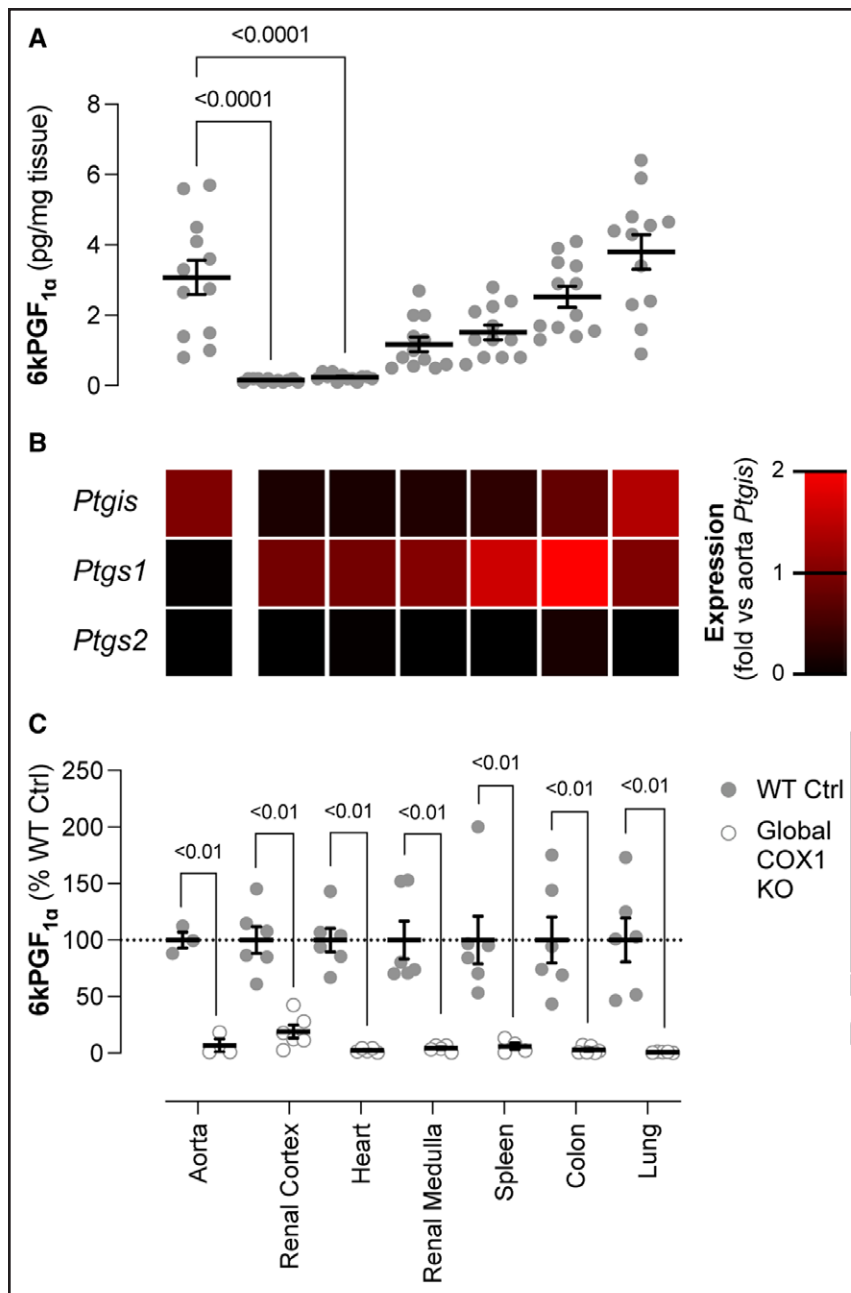 A
<0.0001
<0.0001
6kPGF1α (pg/mg tissue)
8
6
4
2
0
B
Ptgis
Ptgs1
Ptgs2
Expression
(fold vs aorta Ptgis)
2
1
0
C
6kPGF1α (% WT Ctrl)
250
200
150
100
50
0
<0.01
<0.01
<0.01
<0.01
<0.01
<0.01
<0.01
WT Ctrl
Global
COX1
KO
Aorta
Renal Cortex
Heart
Renal Medulla
Spleen
Colon
Lung